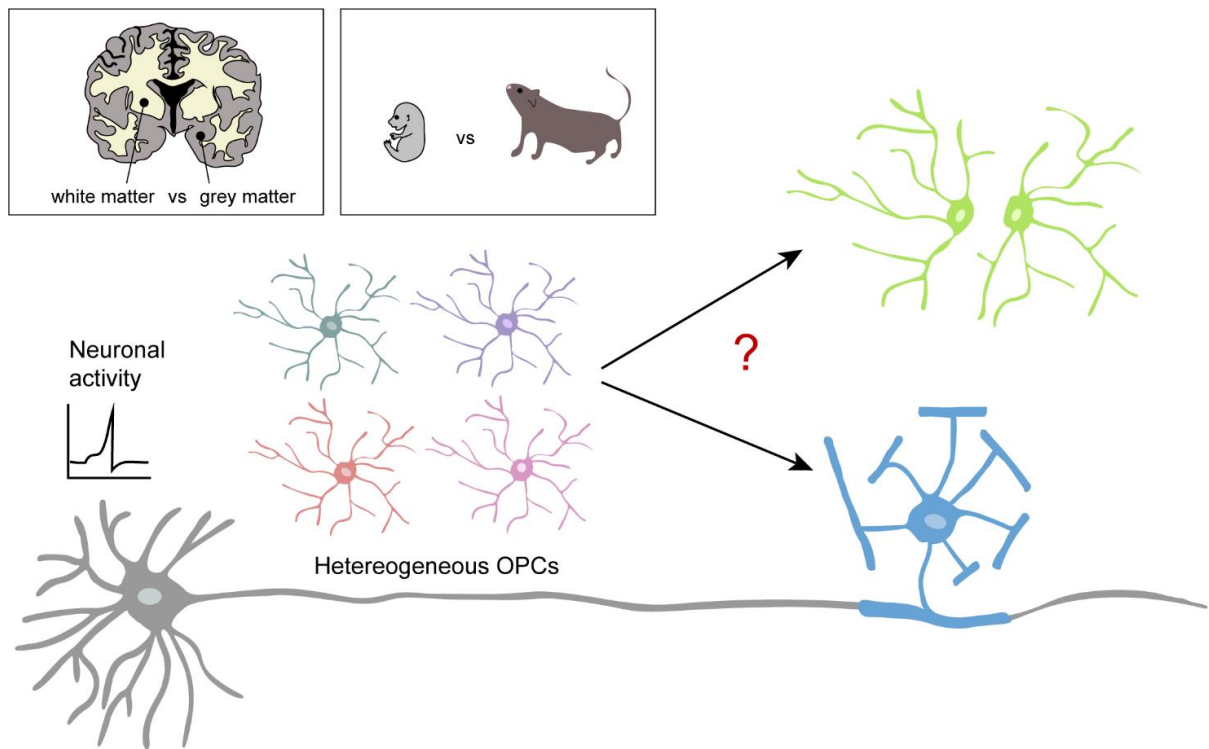 white matter vs grey matter
vs
Neuronal
activity
?
Hetereogeneous OPCs